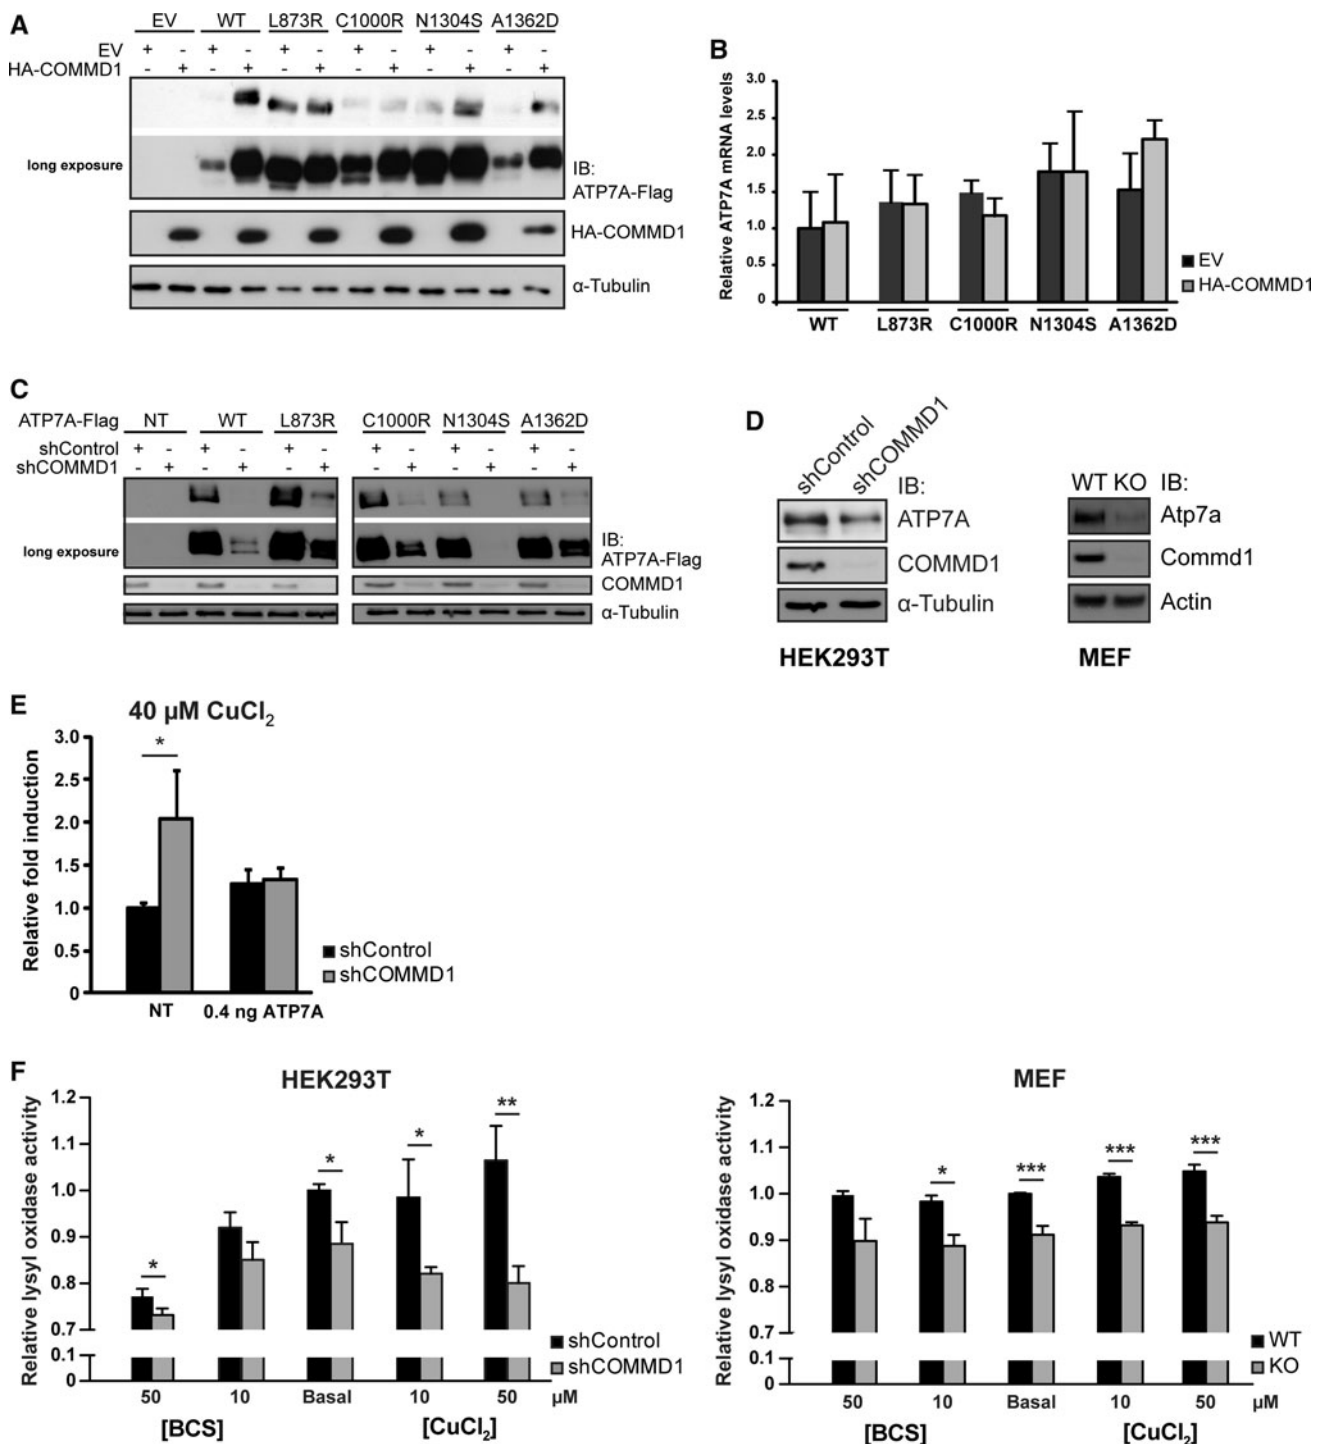 A
EV WT L873R C1000R N1304S A1362D
EV + - + - + - + - + - + -
HA-COMMD1 - + - + - + - + - + - +
long exposure
IB:
ATP7A-Flag
HA-COMMD1
α-Tubulin
B
Relative ATP7A mRNA levels
3.0
2.5
2.0
1.5
1.0
0.5
0
WT L873R C1000R N1304S A1362D
EV
HA-COMMD1
C
ATP7A-Flag NT WT L873R C1000R N1304S A1362D
shControl + - + - + - + - + - + -
shCOMMD1 - + - + - + - + - + - +
long exposure
IB:
ATP7A-Flag
COMMD1
α-Tubulin
D
shControl shCOMMD1
IB:
ATP7A
COMMD1
α-Tubulin
HEK293T
WT KO IB:
Atp7a
Commd1
Actin
MEF
E
40 µM CuCl₂
Relative fold induction
3.0
2.5
2.0
1.5
1.0
0.5
0
*
NT 0.4 ng ATP7A
shControl
shCOMMD1
F
HEK293T
Relative lysyl oxidase activity
1.2
1.1
1.0
0.9
0.8
0.7
0.1
0
* * * **
50 10 Basal 10 50 µM
[BCS] [CuCl₂]
shControl
shCOMMD1
MEF
Relative lysyl oxidase activity
1.2
1.1
1.0
0.9
0.8
0.7
0.1
0
* *** *** ***
50 10 Basal 10 50 µM
[BCS] [CuCl₂]
WT
KO